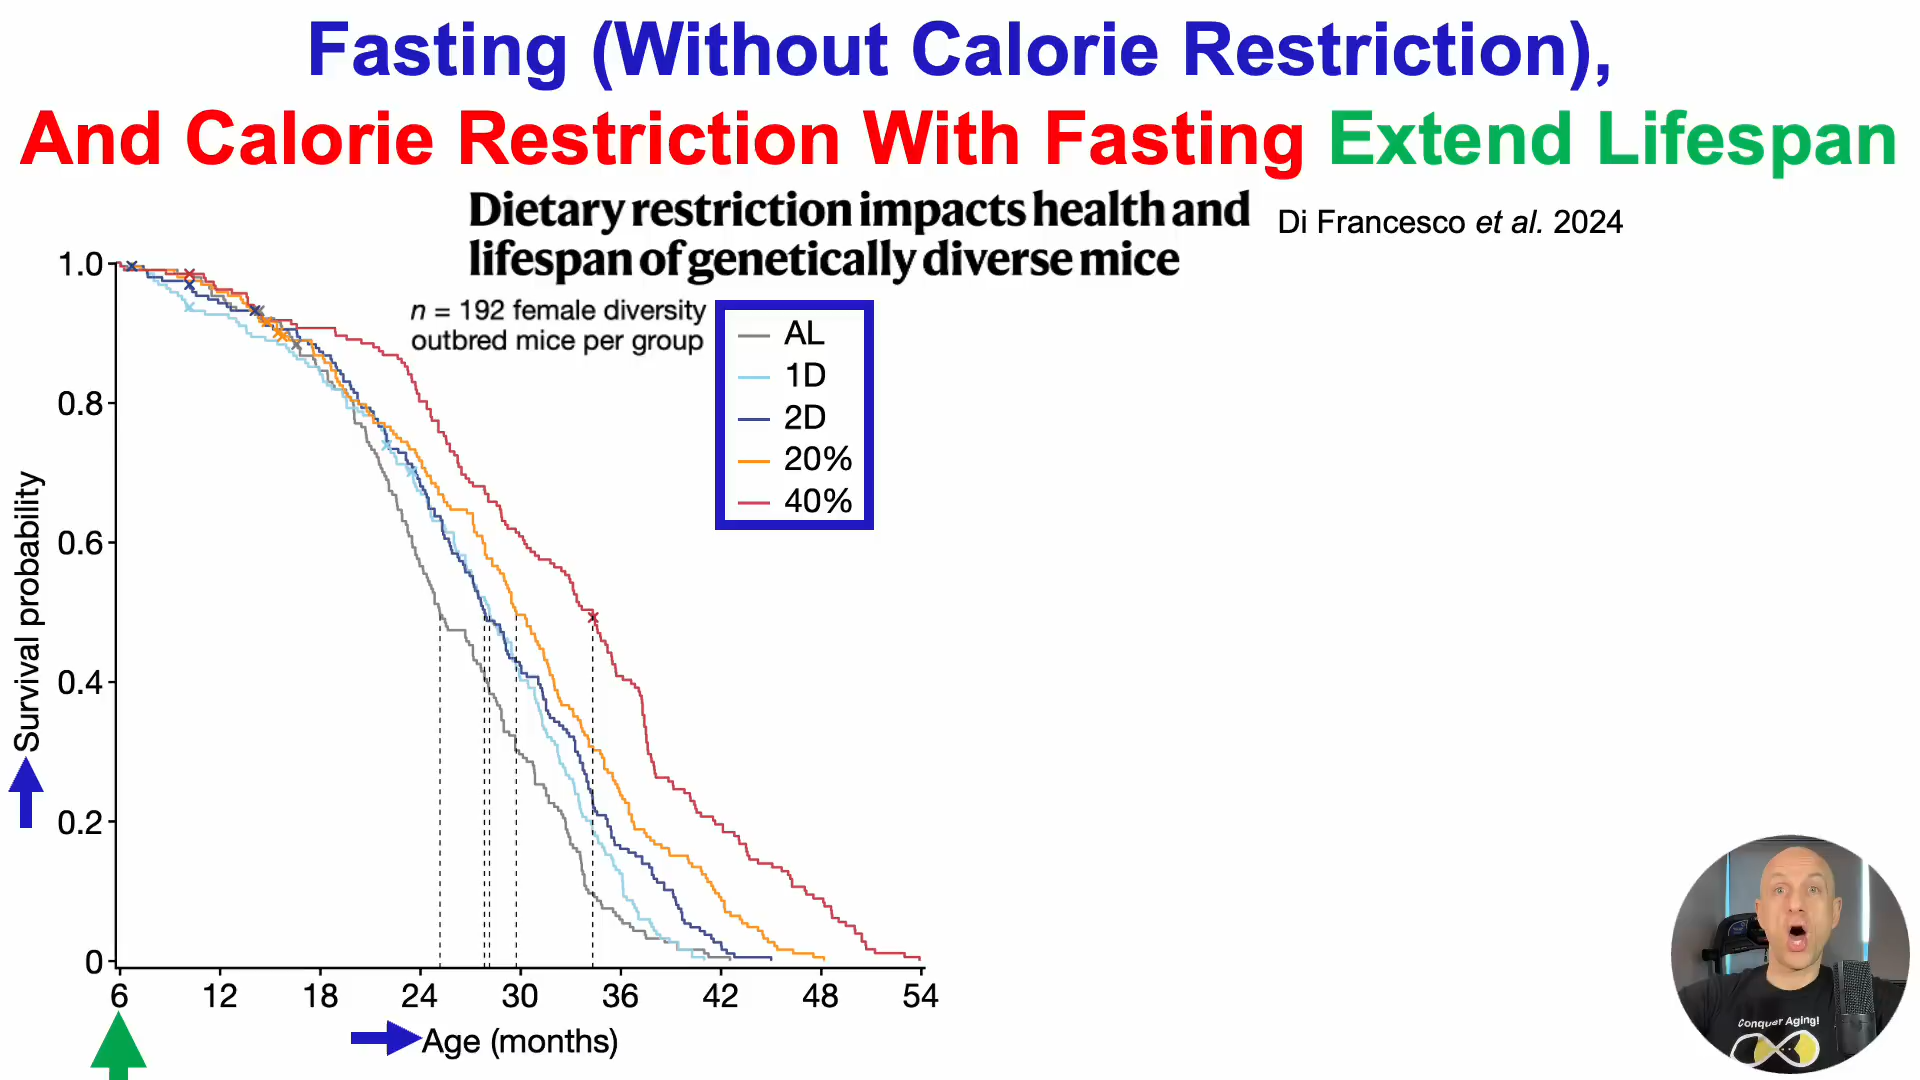 Fasting (Without Calorie Restriction),
And Calorie Restriction With Fasting Extend Lifespan
Dietary restriction impacts health and
lifespan of genetically diverse mice
Di Francesco et al. 2024
n = 192 female diversity
outbred mice per group
AL
1D
2D
20%
40%
Survival probability
1.0
0.8
0.6
0.4
0.2
0
6 12 18 24 30 36 42 48 54
Age (months)
Conquer Aging!